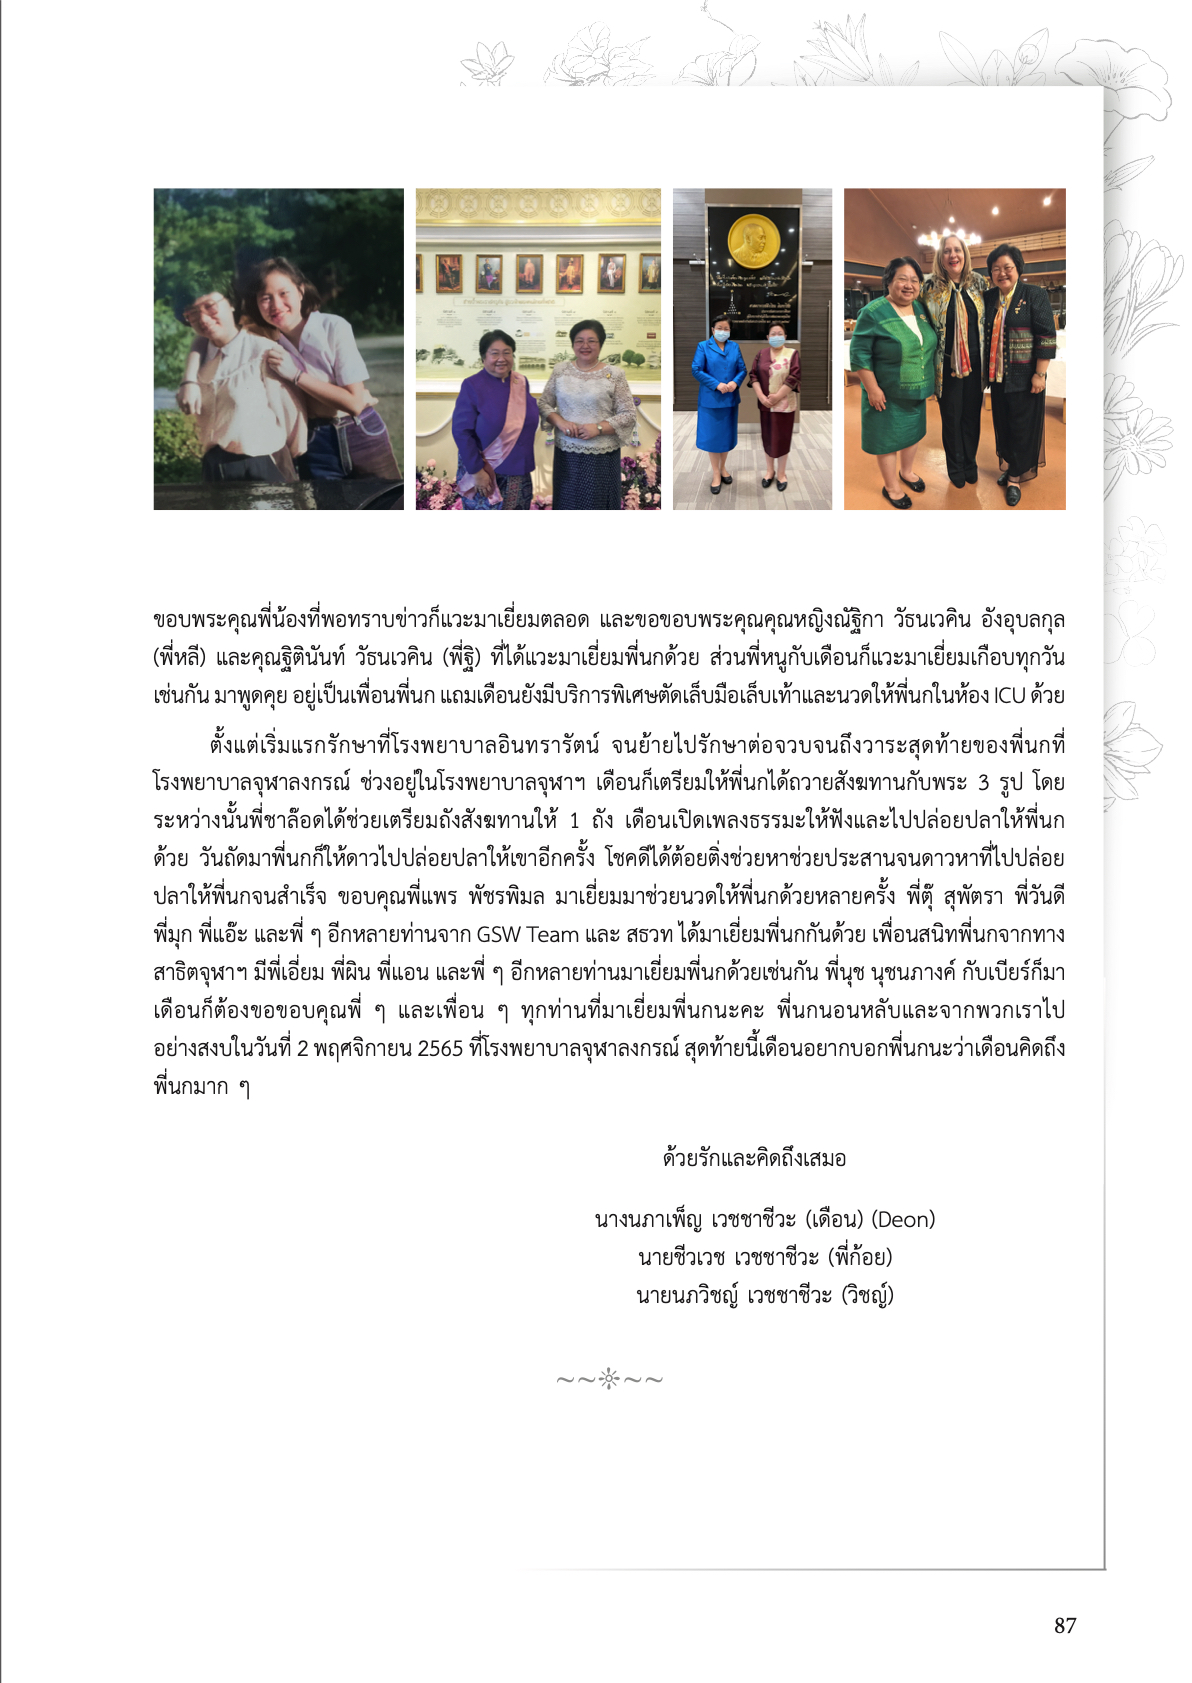 ขอบพระคุณพี่น้องที่พอทราบข่าวก็แวะมาเยี่ยมตลอด และขอขอบพระคุณคุณหญิงณัฐิกา วัธนเวคิน อังอุบลกุล
(พี่หลี) และคุณฐิตินันท์ วัธนเวคิน (พี่ฐิ) ที่ได้แวะมาเยี่ยมพี่นกด้วย ส่วนพี่หนูกับเดือนก็แวะมาเยี่ยมเกือบทุกวัน
เช่นกัน มาพูดคุย อยู่เป็นเพื่อนพี่นก แถมเดือนยังมีบริการพิเศษตัดเล็บมือเล็บเท้าและนวดให้พี่นกในห้อง ICU ด้วย
ตั้งแต่เริ่มแรกรักษาที่โรงพยาบาลอินทรารัตน์ จนย้ายไปรักษาต่อจวบจนถึงวาระสุดท้ายของพี่นกที่
โรงพยาบาลจุฬาลงกรณ์ ช่วงอยู่ในโรงพยาบาลจุฬาฯ เดือนก็เตรียมให้พี่นกได้ถวายสังฆทานกับพระ 3 รูป โดย
ระหว่างนั้นพี่ชาล๊อตได้ช่วยเตรียมถังสังฆทานให้ 1 ถัง เดือนเปิดเพลงธรรมะให้ฟังและไปปล่อยปลาให้พี่นก
ด้วย วันถัดมาพี่นกก็ให้ดาวไปปล่อยปลาให้เขาอีกครั้ง โชคดีได้ต้อยติ่งช่วยหาช่วยประสานจนดาวหาที่ไปปล่อย
ปลาให้พี่นกจนสำเร็จ ขอบคุณพี่แพร พัชรพิมล มาเยี่ยมมาช่วยนวดให้พี่นกด้วยหลายครั้ง พี่ตุ๊ สุพัตรา พี่วันดี
พี่มุก พี่แอ๊ะ และพี่ ๆ อีกหลายท่านจาก GSW Team และ สธวท ได้มาเยี่ยมพี่นกกันด้วย เพื่อนสนิทพี่นกจากทาง
สาธิตจุฬาฯ มีพี่เอี่ยม พี่ผิน พี่แอน และพี่ ๆ อีกหลายท่านมาเยี่ยมพี่นกด้วยเช่นกัน พี่นุช นุชนภางค์ กับเบียร์ก็มา
เดือนก็ต้องขอขอบคุณพี่ ๆ และเพื่อน ๆ ทุกท่านที่มาเยี่ยมพี่นกนะคะ พี่นกนอนหลับและจากพวกเราไป
อย่างสงบในวันที่ 2 พฤศจิกายน 2565 ที่โรงพยาบาลจุฬาลงกรณ์ สุดท้ายนี้เดือนอยากบอกพี่นกนะว่าเดือนคิดถึง
พี่นกมาก ๆ
ด้วยรักและคิดถึงเสมอ
นางนภาเพ็ญ เวชชาชีวะ (เดือน) (Deon)
นายชีวเวช เวชชาชีวะ (พี่ก้อย)
นายนภวิชญ์ เวชชาชีวะ (วิชญ์)
87